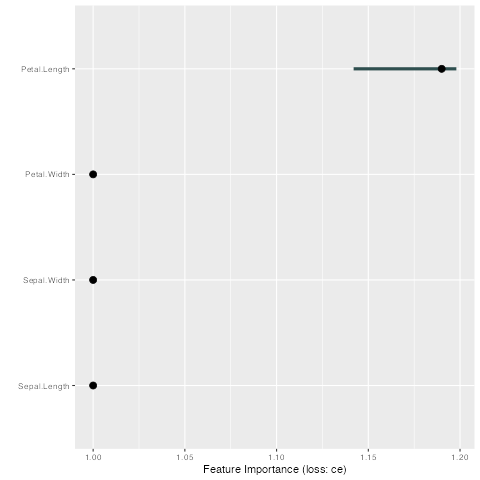 Petal.Length
Petal.Width
Sepal.Width
Sepal.Length
1.00 1.05 1.10 1.15 1.20
Feature Importance (loss: ce)